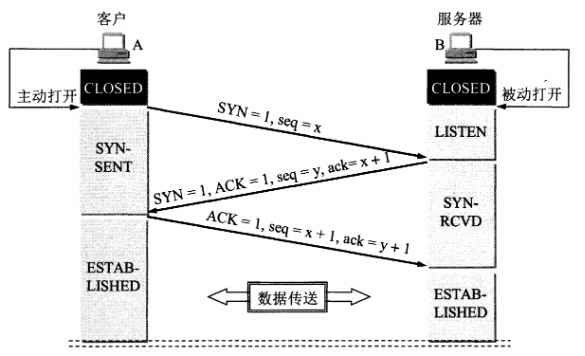 客户
服务器
A
B
主动打开
CLOSED
CLOSED
被动打开
SYN = 1, seq = x
LISTEN
SYN-
SENT
SYN = 1, ACK = 1, seq = y, ack= x + 1
SYN-
RCVD
ACK = 1, seq = x + 1, ack = y + 1
ESTAB-
LISHED
数据传送
ESTAB-
LISHED